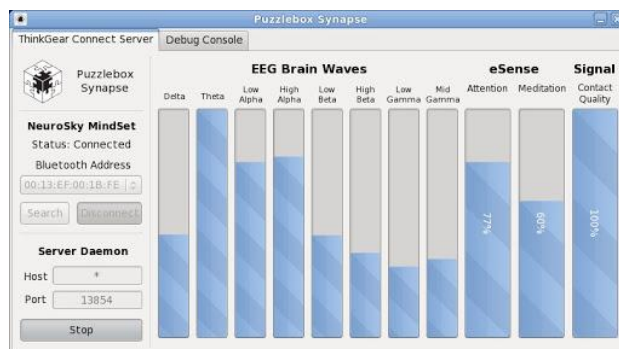 Puzzlebox Synapse
ThinkGear Connect Server
Debug Console
Puzzlebox
Synapse
NeuroSky MindSet
Status: Connected
Bluetooth Address
00:13:EF:00:1B:FE
Search
Disconnect
Server Daemon
Host
*
Port
13854
Stop
EEG Brain Waves
Delta
Theta
Low
Alpha
High
Alpha
Low
Beta
High
Beta
Low
Gamma
Mid
Gamma
eSense
Attention
Meditation
77%
60%
Signal
Contact
Quality
100%